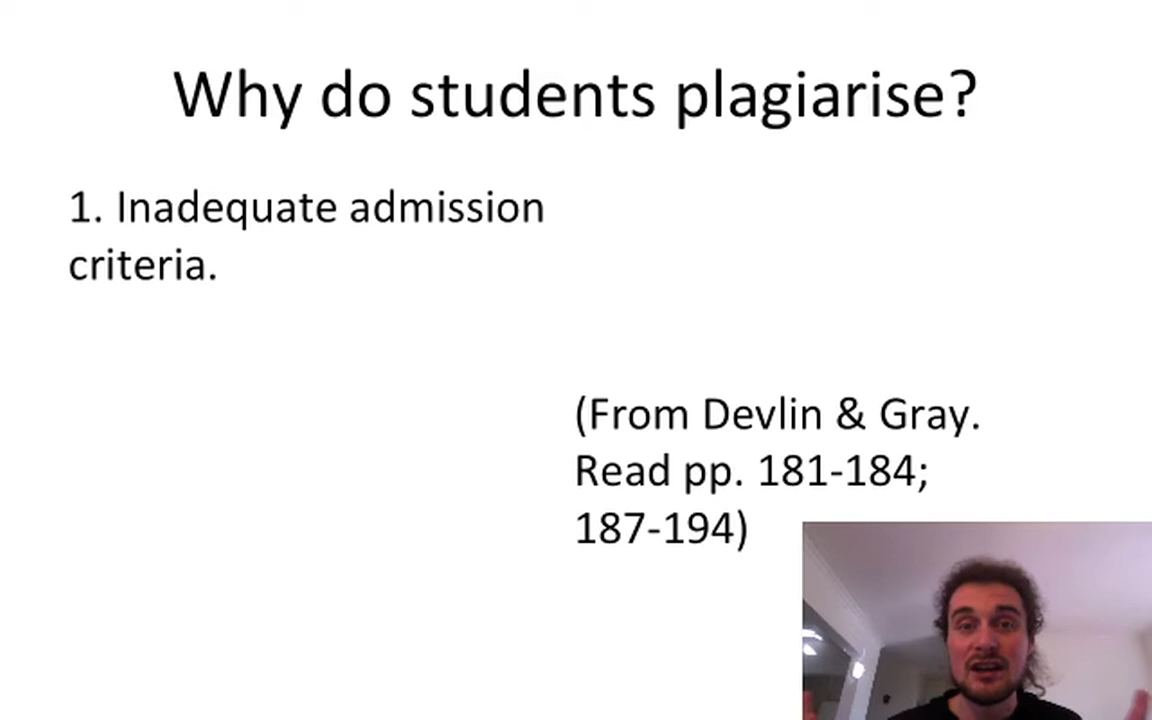 Why do students plagiarise?
1. Inadequate admission
criteria.
(From Devlin & Gray.
Read pp. 181-184;
187-194)